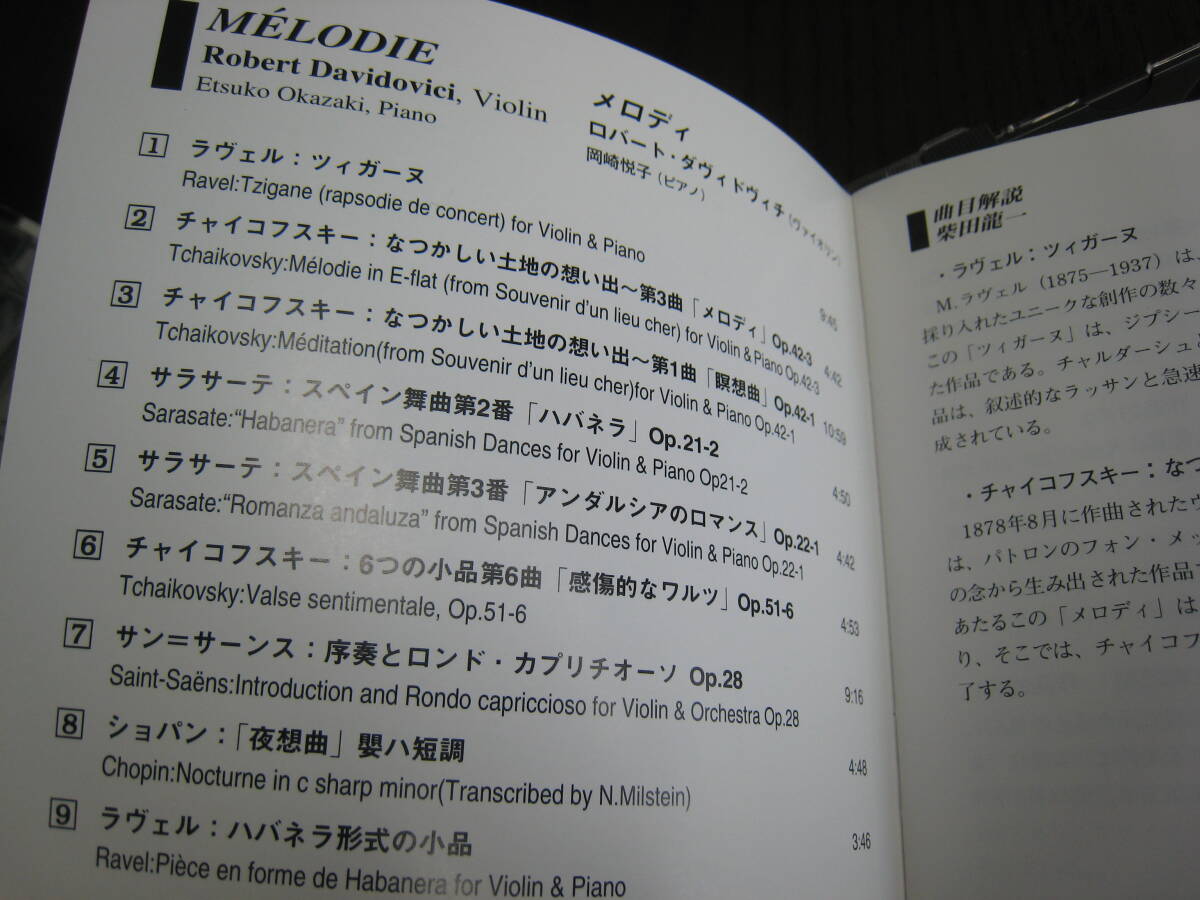 MÉLODIE
Robert Davidovici, Violin
Etsuko Okazaki, Piano
メロディ
ロバート・ダヴィドヴィチ（ヴァイオリン）
岡崎悦子（ピアノ）
1 ラヴェル：ツィガーヌ
Ravel:Tzigane (rapsodie de concert) for Violin & Piano
9:46
2 チャイコフスキー：なつかしい土地の想い出〜第3曲「メロディ」Op.42-3
Tchaikovsky:Mélodie in E-flat (from Souvenir d'un lieu cher) for Violin & Piano Op.42-3
4:42
3 チャイコフスキー：なつかしい土地の想い出〜第1曲「瞑想曲」Op.42-1
Tchaikovsky:Méditation(from Souvenir d'un lieu cher)for Violin & Piano Op.42-1
10:59
4 サラサーテ：スペイン舞曲第2番「ハバネラ」Op.21-2
Sarasate:“Habanera” from Spanish Dances for Violin & Piano Op21-2
4:50
5 サラサーテ：スペイン舞曲第3番「アンダルシアのロマンス」Op.22-1
Sarasate:“Romanza andaluza” from Spanish Dances for Violin & Piano Op.22-1
4:42
6 チャイコフスキー：6つの小品第6曲「感傷的なワルツ」Op.51-6
Tchaikovsky:Valse sentimentale, Op.51-6
4:53
7 サン＝サーンス：序奏とロンド・カプリチオーソ Op.28
Saint-Saëns:Introduction and Rondo capriccioso for Violin & Orchestra Op.28
9:16
8 ショパン：「夜想曲」嬰ハ短調
Chopin:Nocturne in c sharp minor(Transcribed by N.Milstein)
4:48
9 ラヴェル：ハバネラ形式の小品
Ravel:Pièce en forme de Habanera for Violin & Piano
3:46
曲目解説
柴田龍一
・ラヴェル：ツィガーヌ
M.ラヴェル（1875―1937）は、
採り入れたユニークな創作の数々
この「ツィガーヌ」は、ジプシー
た作品である。チャルダーシュと
品は、叙述的なラッサンと急速
成されている。
・チャイコフスキー：なつ
1878年8月に作曲されたヴ
は、パトロンのフォン・メッ
の念から生み出された作品で
あたるこの「メロディ」は
り、そこでは、チャイコフ
了する。